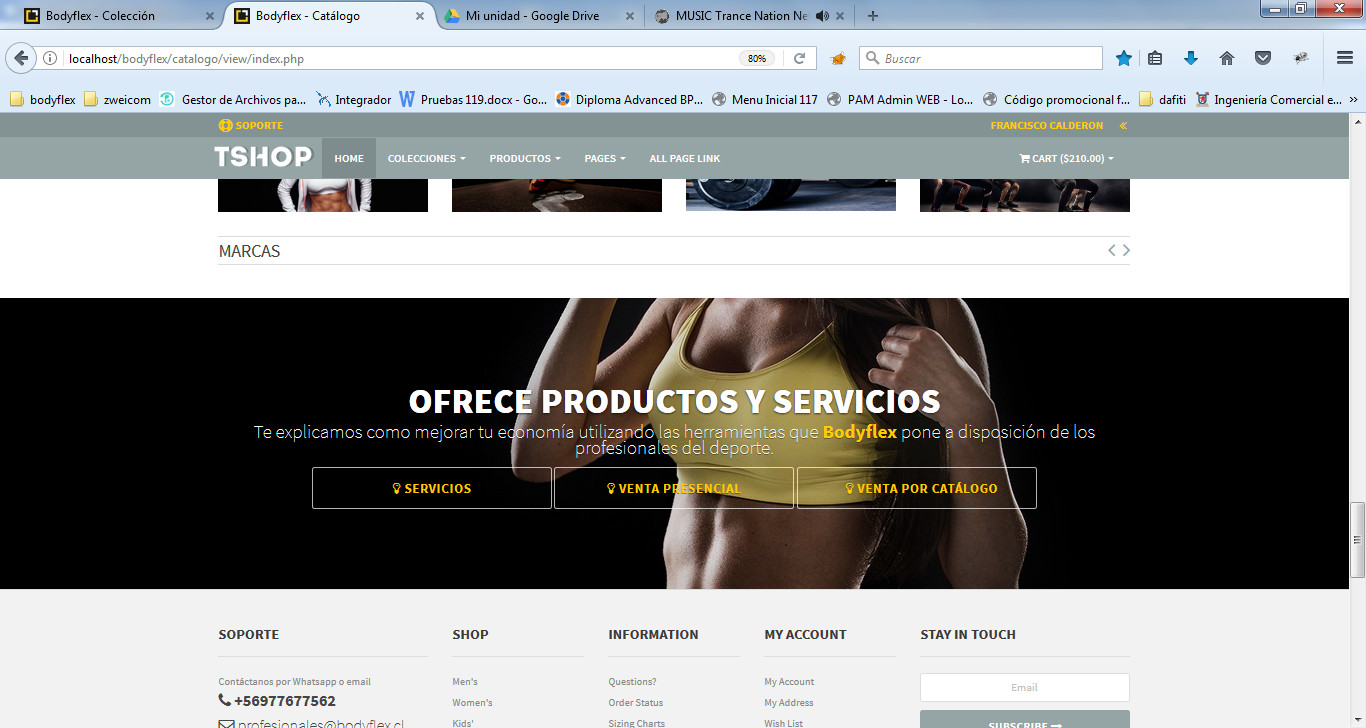 Bodyflex - Colección
Bodyflex - Catálogo
Mi unidad - Google Drive
MUSIC Trance Nation Ne
localhost/bodyflex/catalogo/view/index.php
80%
Buscar
bodyflex
zweicom
Gestor de Archivos pa...
Integrador
Pruebas 119.docx - Go...
Diploma Advanced BP...
Menu Inicial 117
PAM Admin WEB - Lo...
Código promocional f...
dafiti
Ingeniería Comercial e...
SOPORTE
FRANCISCO CALDERON
TSHOP
HOME
COLECCIONES
PRODUCTOS
PAGES
ALL PAGE LINK
CART ($210.00)
MARCAS
OFRECE PRODUCTOS Y SERVICIOS
Te explicamos como mejorar tu economía utilizando las herramientas que Bodyflex pone a disposición de los
profesionales del deporte.
SERVICIOS
VENTA PRESENCIAL
VENTA POR CATÁLOGO
SOPORTE
Contáctanos por Whatsapp o email
+56977677562
profesionales@bodyflex.cl
SHOP
Men's
Women's
Kids'
INFORMATION
Questions?
Order Status
Sizing Charts
MY ACCOUNT
My Account
My Address
Wish List
STAY IN TOUCH
Email
SUBSCRIBE